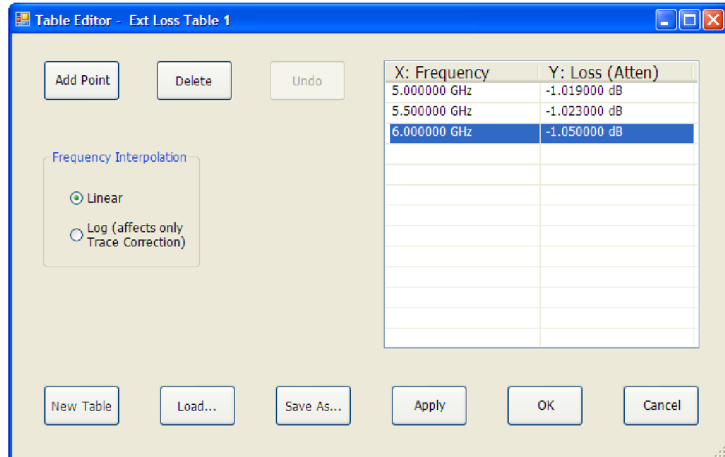 Table Editor - Ext Loss Table 1
Add Point
Delete
Undo
X: Frequency Y: Loss (Atten)
5.000000 GHz -1.019000 dB
5.500000 GHz -1.023000 dB
6.000000 GHz -1.050000 dB
Frequency Interpolation
Linear
Log (affects only
Trace Correction)
New Table
Load...
Save As...
Apply
OK
Cancel